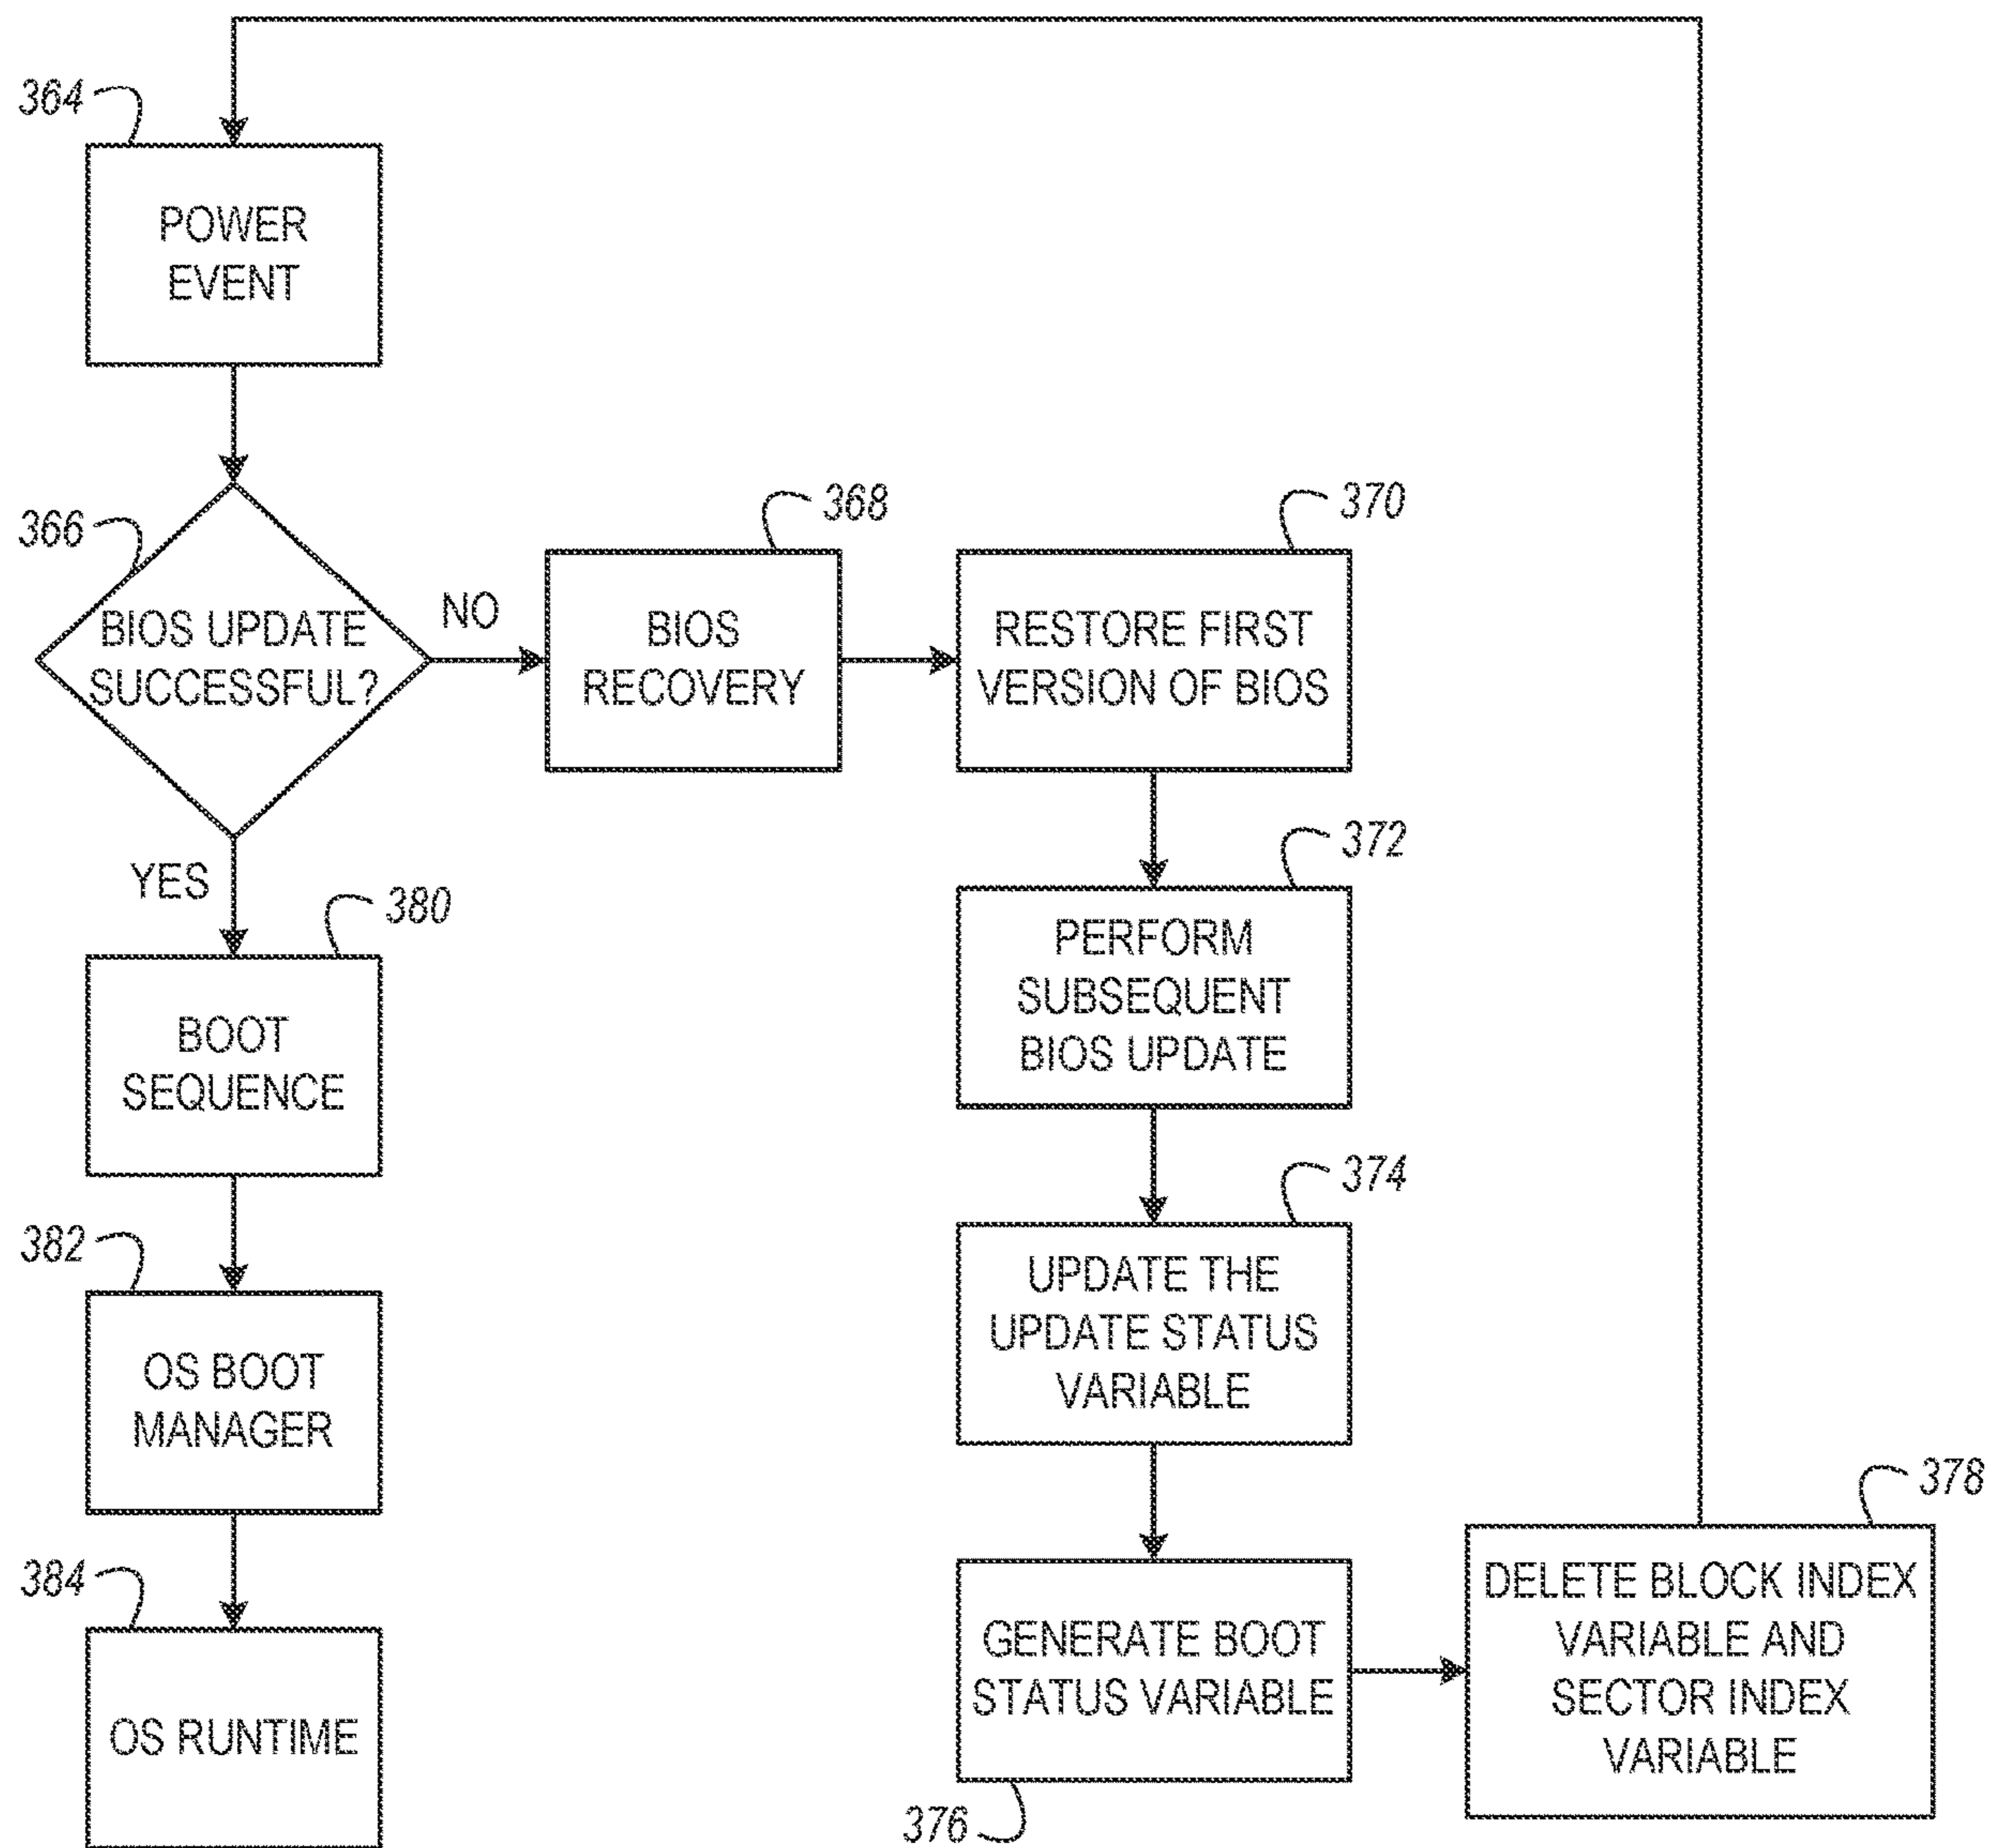 364
POWER
EVENT
366
BIOS UPDATE
SUCCESSFUL?
NO
368
BIOS
RECOVERY
370
RESTORE FIRST
VERSION OF BIOS
372
PERFORM
SUBSEQUENT
BIOS UPDATE
374
UPDATE THE
UPDATE STATUS
VARIABLE
376
GENERATE BOOT
STATUS VARIABLE
378
DELETE BLOCK INDEX
VARIABLE AND
SECTOR INDEX
VARIABLE
YES
380
BOOT
SEQUENCE
382
OS BOOT
MANAGER
384
OS RUNTIME